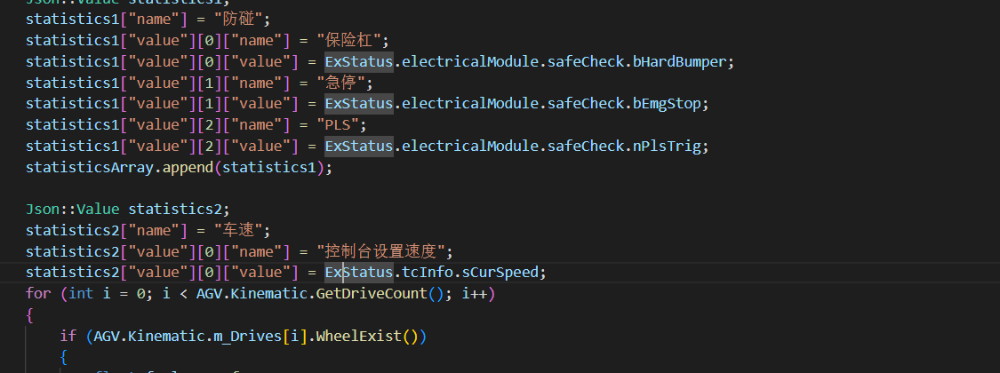 Json::Value statistics1;
statistics1["name"] = "防碰";
statistics1["value"][0]["name"] = "保险杠";
statistics1["value"][0]["value"] = ExStatus.electricalModule.safeCheck.bHardBumper;
statistics1["value"][1]["name"] = "急停";
statistics1["value"][1]["value"] = ExStatus.electricalModule.safeCheck.bEmgStop;
statistics1["value"][2]["name"] = "PLS";
statistics1["value"][2]["value"] = ExStatus.electricalModule.safeCheck.nPlsTrig;
statisticsArray.append(statistics1);
Json::Value statistics2;
statistics2["name"] = "车速";
statistics2["value"][0]["name"] = "控制台设置速度";
statistics2["value"][0]["value"] = ExStatus.tcInfo.sCurSpeed;
for (int i = 0; i < AGV.Kinematic.GetDriveCount(); i++)
{
if (AGV.Kinematic.m_Drives[i].WheelExist())
{